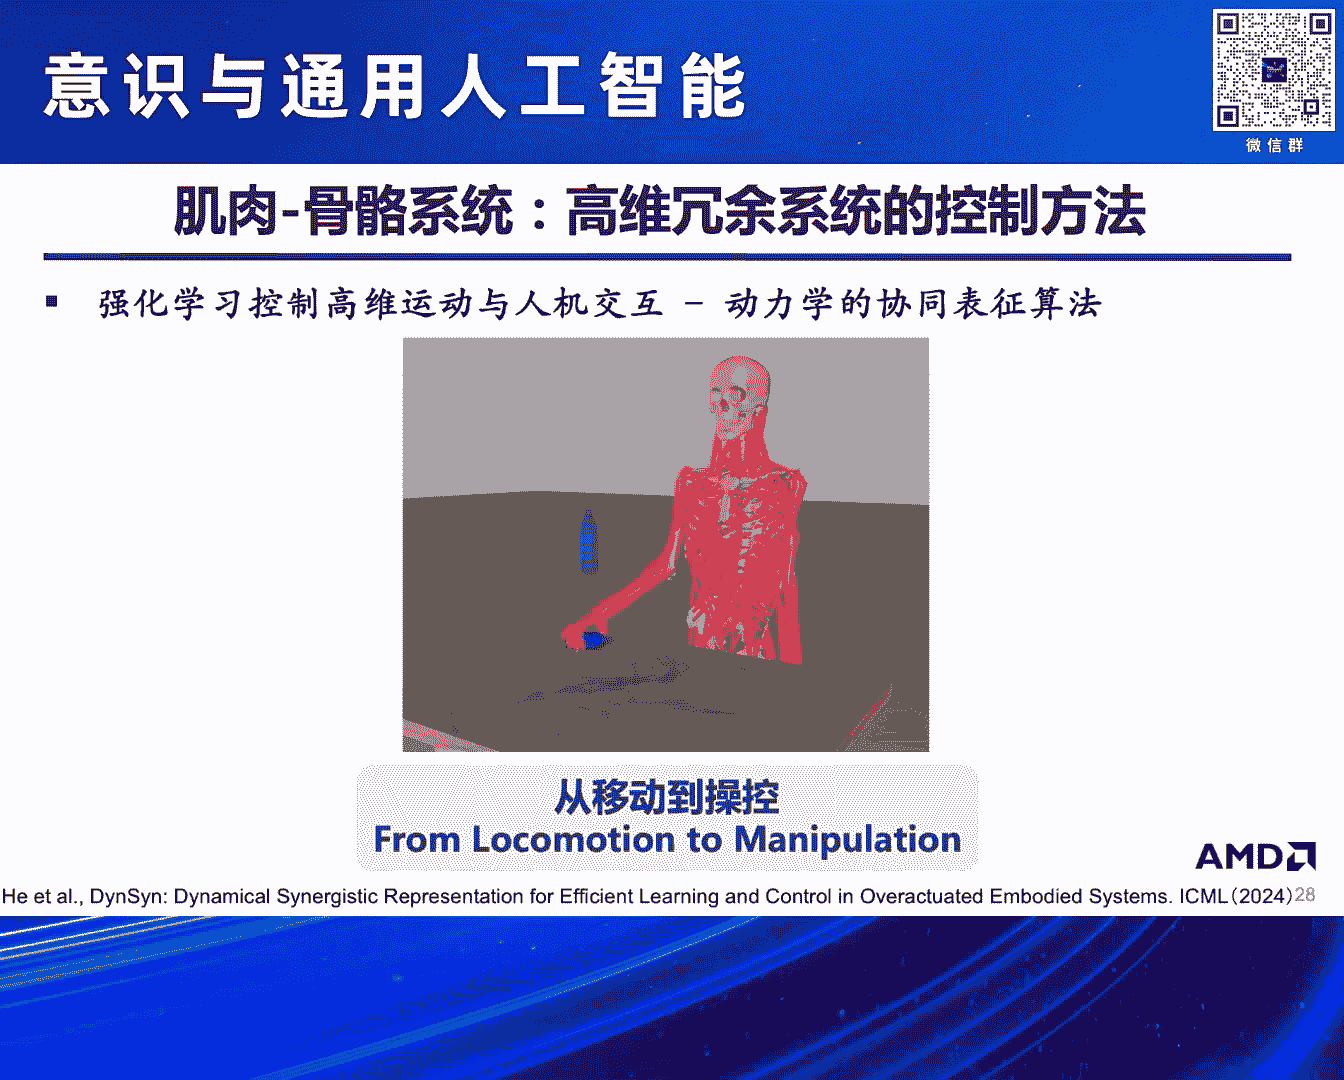 意识与通用人工智能
微信群
肌肉-骨骼系统：高维冗余系统的控制方法
▪ 强化学习控制高维运动与人机交互 – 动力学的协同表征算法
从移动到操控
From Locomotion to Manipulation
AMD
He et al., DynSyn: Dynamical Synergistic Representation for Efficient Learning and Control in Overactuated Embodied Systems. ICML(2024) 28